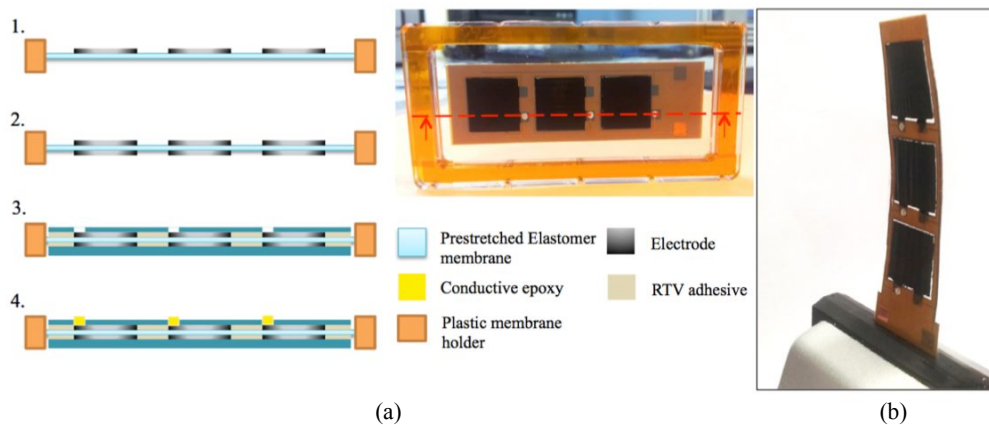 1.
2.
3.
4.
Prestretched Elastomer
membrane
Electrode
Conductive epoxy
RTV adhesive
Plastic membrane
holder
(a)
(b)